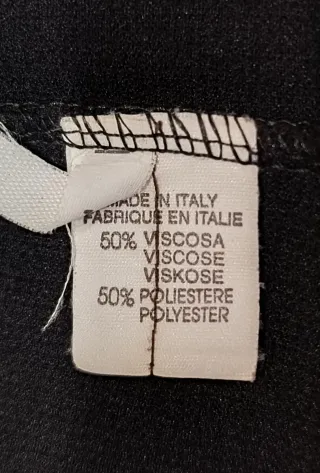 MADE IN ITALY
FABRIQUE EN ITALIE
50% VISCOSA
VISCOSE
VISKOSE
50% POLIESTERE
POLYESTER